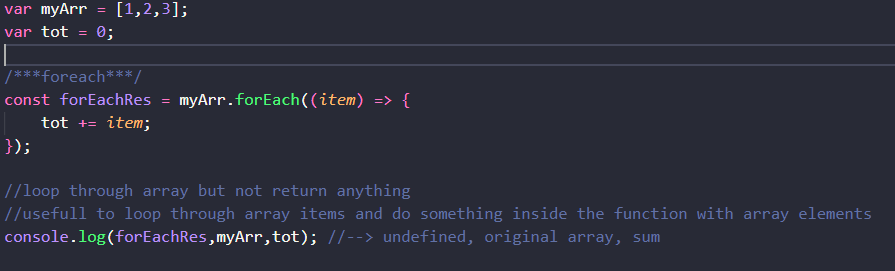 var myArr = [1,2,3];
var tot = 0;
/***foreach***/
const forEachRes = myArr.forEach((item) => {
    tot += item;
});
//loop through array but not return anything
//usefull to loop through array items and do something inside the function with array elements
console.log(forEachRes,myArr,tot); //--> undefined, original array, sum